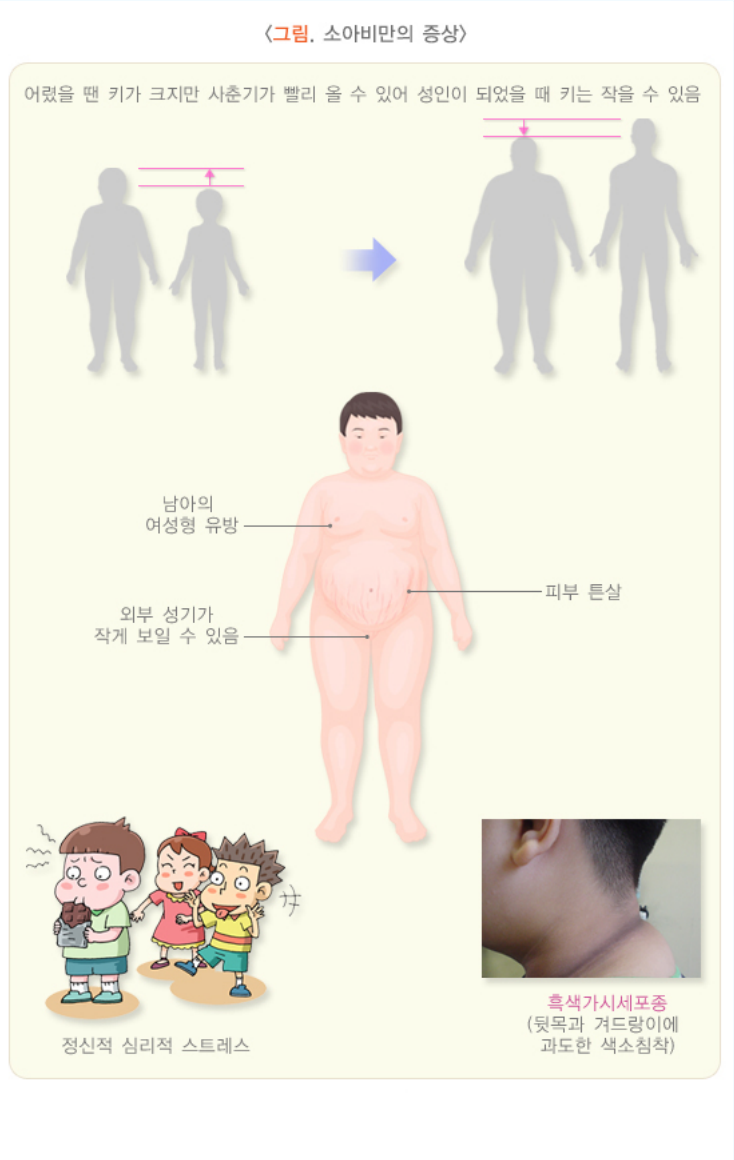 <그림. 소아비만의 증상>
어렸을 땐 키가 크지만 사춘기가 빨리 올 수 있어 성인이 되었을 때 키는 작을 수 있음
남아의
여성형 유방
피부 튼살
외부 성기가
작게 보일 수 있음
정신적 심리적 스트레스
흑색가시세포종
(뒷목과 겨드랑이에
과도한 색소침착)